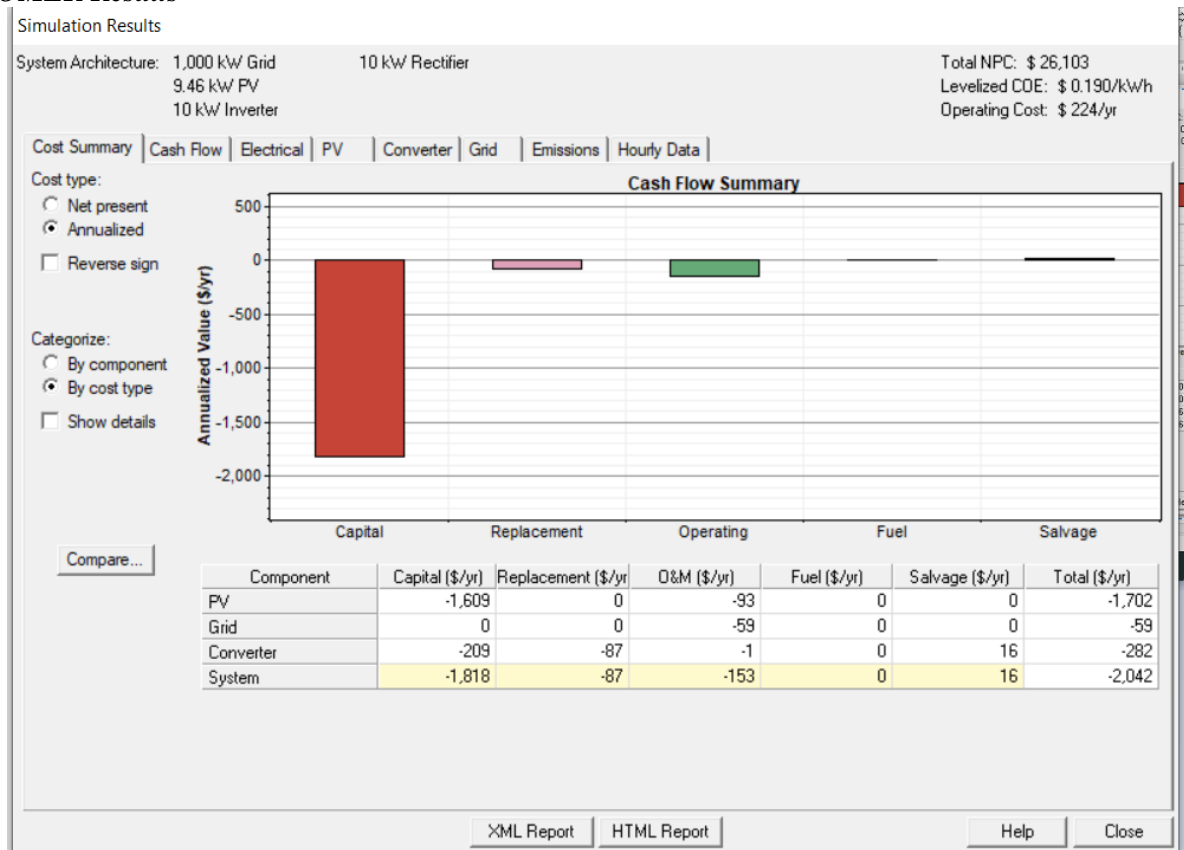 Simulation Results
System Architecture: 1,000 kW Grid 10 kW Rectifier Total NPC: $ 26,103
9.46 kW PV Levelized COE: $ 0.190/kWh
10 kW Inverter Operating Cost: $ 224/yr
Cost Summary Cash Flow Electrical PV Converter Grid Emissions Hourly Data
Cost type:
Net present
Annualized
Reverse sign
Categorize:
By component
By cost type
Show details
Compare...
Cash Flow Summary
Annualized Value ($/yr)
500
0
-500
-1,000
-1,500
-2,000
Capital Replacement Operating Fuel Salvage
Component Capital ($/yr) Replacement ($/yr O&M ($/yr) Fuel ($/yr) Salvage ($/yr) Total ($/yr)
PV -1,609 0 -93 0 0 -1,702
Grid 0 0 -59 0 0 -59
Converter -209 -87 -1 0 16 -282
System -1,818 -87 -153 0 16 -2,042
XML Report HTML Report Help Close